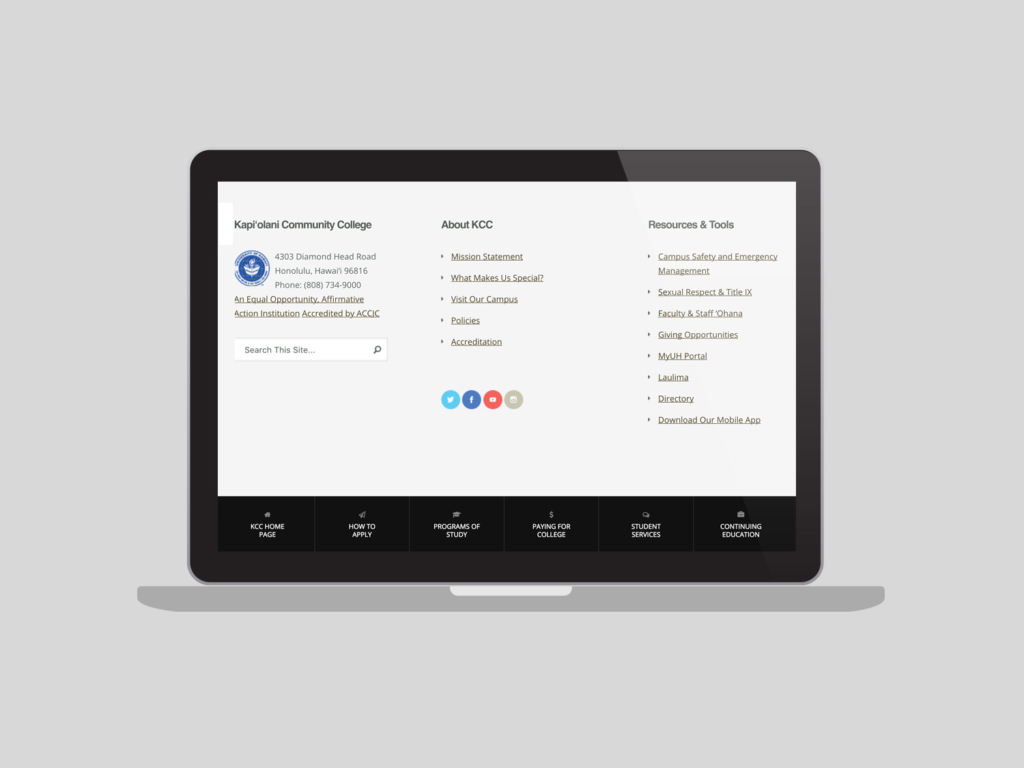 Kapiʻolani Community College
4303 Diamond Head Road
Honolulu, Hawaiʻi 96816
Phone: (808) 734-9000
An Equal Opportunity, Affirmative
Action Institution Accredited by ACCJC
Search This Site...
About KCC
Mission Statement
What Makes Us Special?
Visit Our Campus
Policies
Accreditation
Resources & Tools
Campus Safety and Emergency
Management
Sexual Respect & Title IX
Faculty & Staff ʻOhana
Giving Opportunities
MyUH Portal
Laulima
Directory
Download Our Mobile App
KCC HOME
PAGE
HOW TO
APPLY
PROGRAMS OF
STUDY
$
PAYING FOR
COLLEGE
STUDENT
SERVICES
CONTINUING
EDUCATION